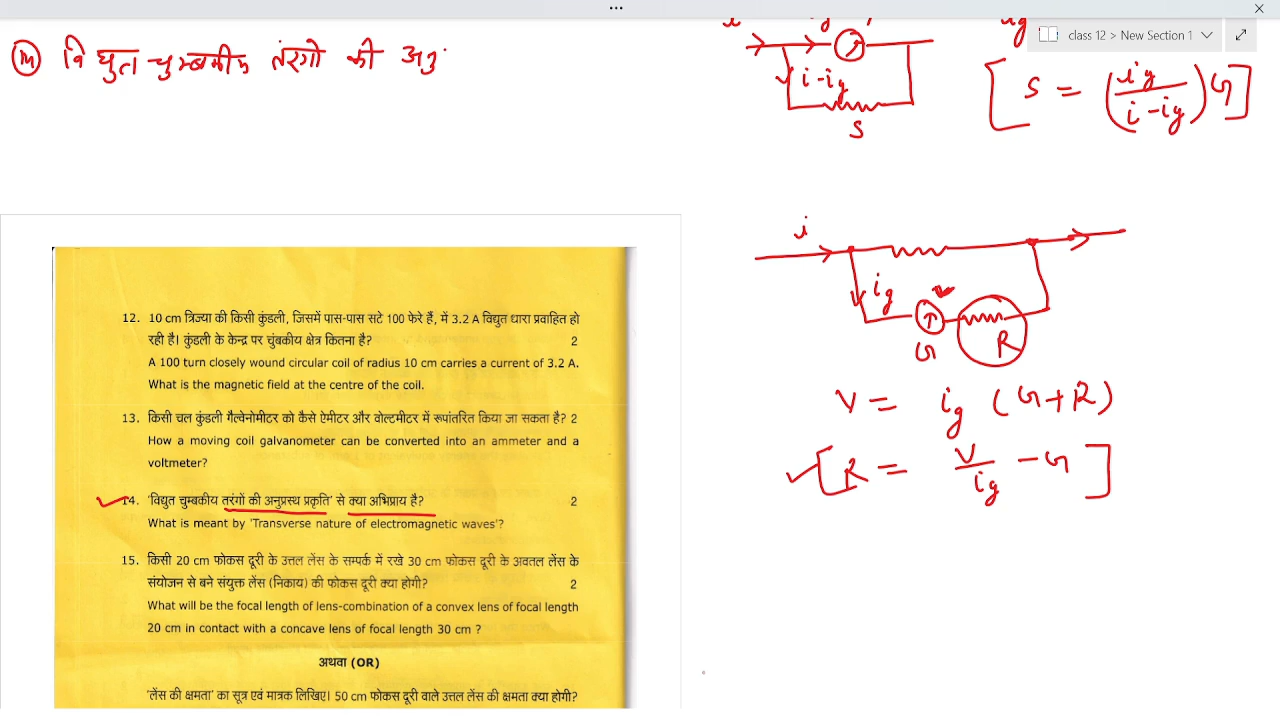 ...
class 12 > New Section 1
(14) विद्युत चुम्बकीय तंरगो की अनु
i
i - ig
S
[ S = (ig / i - ig) G ]
12. 10 cm त्रिज्या की किसी कुंडली, जिसमें पास-पास सटे 100 फेरे हैं, में 3.2 A विद्युत धारा प्रवाहित हो
रही है। कुंडली के केन्द्र पर चुंबकीय क्षेत्र कितना है? 2
A 100 turn closely wound circular coil of radius 10 cm carries a current of 3.2 A.
What is the magnetic field at the centre of the coil.
13. किसी चल कुंडली गैल्वेनोमीटर को कैसे ऐमीटर और वोल्टमीटर में रूपांतरित किया जा सकता है? 2
How a moving coil galvanometer can be converted into an ammeter and a
voltmeter?
14. 'विद्युत चुम्बकीय तरंगों की अनुप्रस्थ प्रकृति' से क्या अभिप्राय है? 2
What is meant by 'Transverse nature of electromagnetic waves'?
15. किसी 20 cm फोकस दूरी के उत्तल लेंस के सम्पर्क में रखे 30 cm फोकस दूरी के अवतल लेंस के
संयोजन से बने संयुक्त लेंस (निकाय) की फोकस दूरी क्या होगी? 2
What will be the focal length of lens-combination of a convex lens of focal length
20 cm in contact with a concave lens of focal length 30 cm ?
अथवा (OR)
'लेंस की क्षमता' का सूत्र एवं मात्रक लिखिए। 50 cm फोकस दूरी वाले उत्तल लेंस की क्षमता क्या होगी?
i
ig
G
R
V = ig (G+R)
[ R = V / ig - G ]